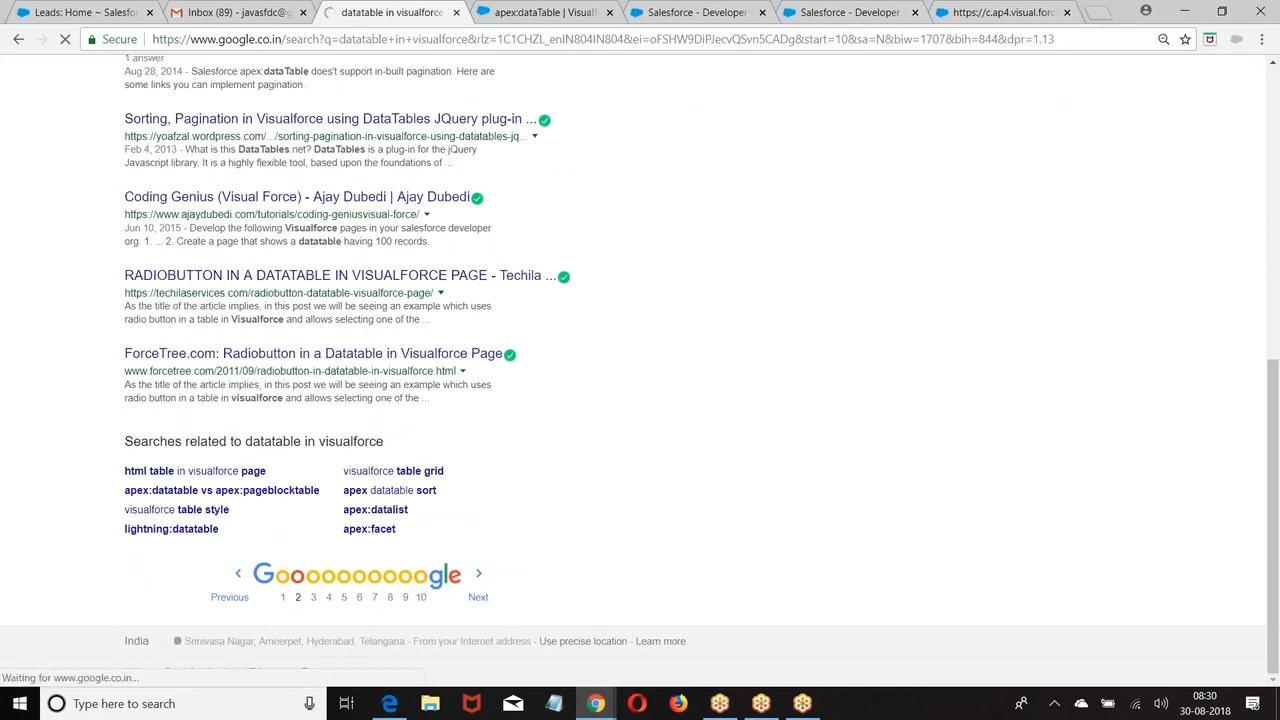 Leads: Home ~ Salesfo
Inbox (89) - javasfdc@g
datatable in visualforce
apex:dataTable | Visualf
Salesforce - Developer
Salesforce - Developer
https://c.ap4.visual.forc
Secure
https://www.google.co.in/search?q=datatable+in+visualforce&rlz=1C1CHZL_enIN804IN804&ei=oFSHW9DiPJecvQSvn5CADg&start=10&sa=N&biw=1707&bih=844&dpr=1.13
1 answer
Aug 28, 2014 - Salesforce apex:dataTable does't support in-built pagination. Here are
some links you can implement pagination.
Sorting, Pagination in Visualforce using DataTables JQuery plug-in ...
https://yoafzal.wordpress.com/.../sorting-pagination-in-visualforce-using-datatables-jq...
Feb 4, 2013 - What is this DataTables.net? DataTables is a plug-in for the jQuery
Javascript library. It is a highly flexible tool, based upon the foundations of ...
Coding Genius (Visual Force) - Ajay Dubedi | Ajay Dubedi
https://www.ajaydubedi.com/tutorials/coding-geniusvisual-force/
Jun 10, 2015 - Develop the following Visualforce pages in your salesforce developer
org. 1. ... 2. Create a page that shows a datatable having 100 records.
RADIOBUTTON IN A DATATABLE IN VISUALFORCE PAGE - Techila ...
https://techilaservices.com/radiobutton-datatable-visualforce-page/
As the title of the article implies, in this post we will be seeing an example which uses
radio button in a table in Visualforce and allows selecting one of the ...
ForceTree.com: Radiobutton in a Datatable in Visualforce Page
www.forcetree.com/2011/09/radiobutton-in-datatable-in-visualforce.html
As the title of the article implies, in this post we will be seeing an example which uses
radio button in a table in visualforce and allows selecting one of the ...
Searches related to datatable in visualforce
html table in visualforce page
visualforce table grid
apex:datatable vs apex:pageblocktable
apex datatable sort
visualforce table style
apex:datalist
lightning:datatable
apex:facet
Goooooooooogle
Previous 1 2 3 4 5 6 7 8 9 10 Next
India
Srinivasa Nagar, Ameerpet, Hyderabad, Telangana - From your Internet address - Use precise location - Learn more
Waiting for www.google.co.in...
Type here to search
08:30
30-08-2018